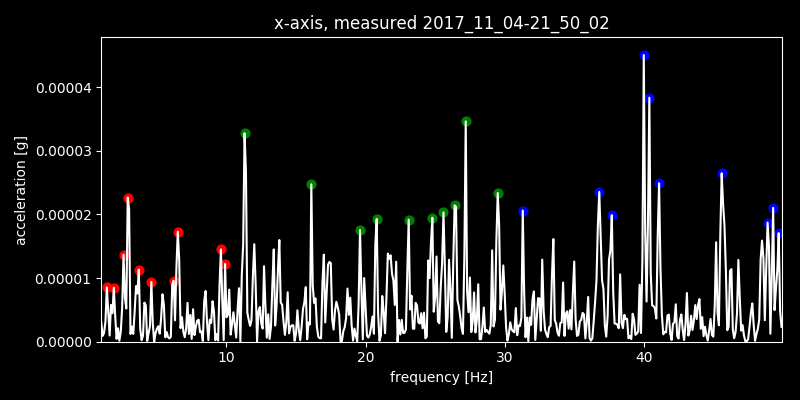 x-axis, measured 2017_11_04-21_50_02
acceleration [g]
0.00004
0.00003
0.00002
0.00001
0.00000
10 20 30 40
frequency [Hz]